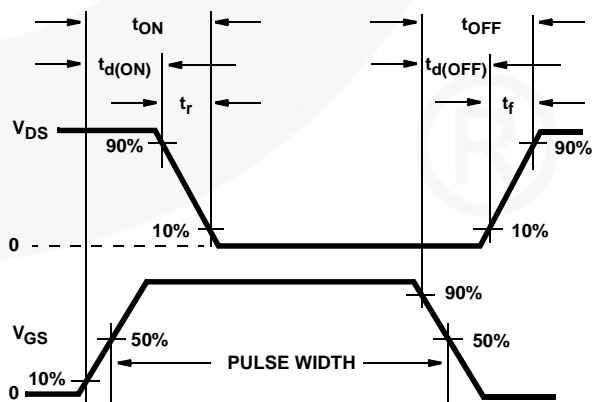 tON tOFF
td(ON) td(OFF)
tr tf
VDS
90% 90%
10% 10%
0
90%
VGS 50% 50%
PULSE WIDTH
10%
0
®